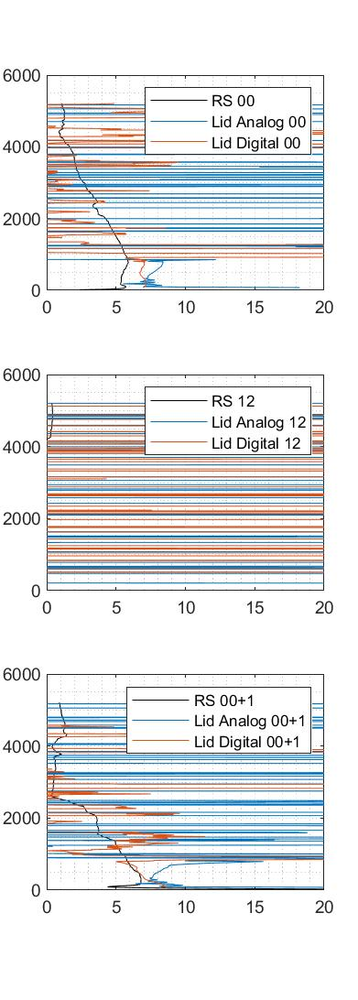 6000
RS 00
Lid Analog 00
4000
Lid Digital 00
2000
0
0 5 10 15 20
6000
RS 12
Lid Analog 12
4000
Lid Digital 12
2000
0
0 5 10 15 20
6000
RS 00+1
Lid Analog 00+1
4000
Lid Digital 00+1
2000
0
0 5 10 15 20